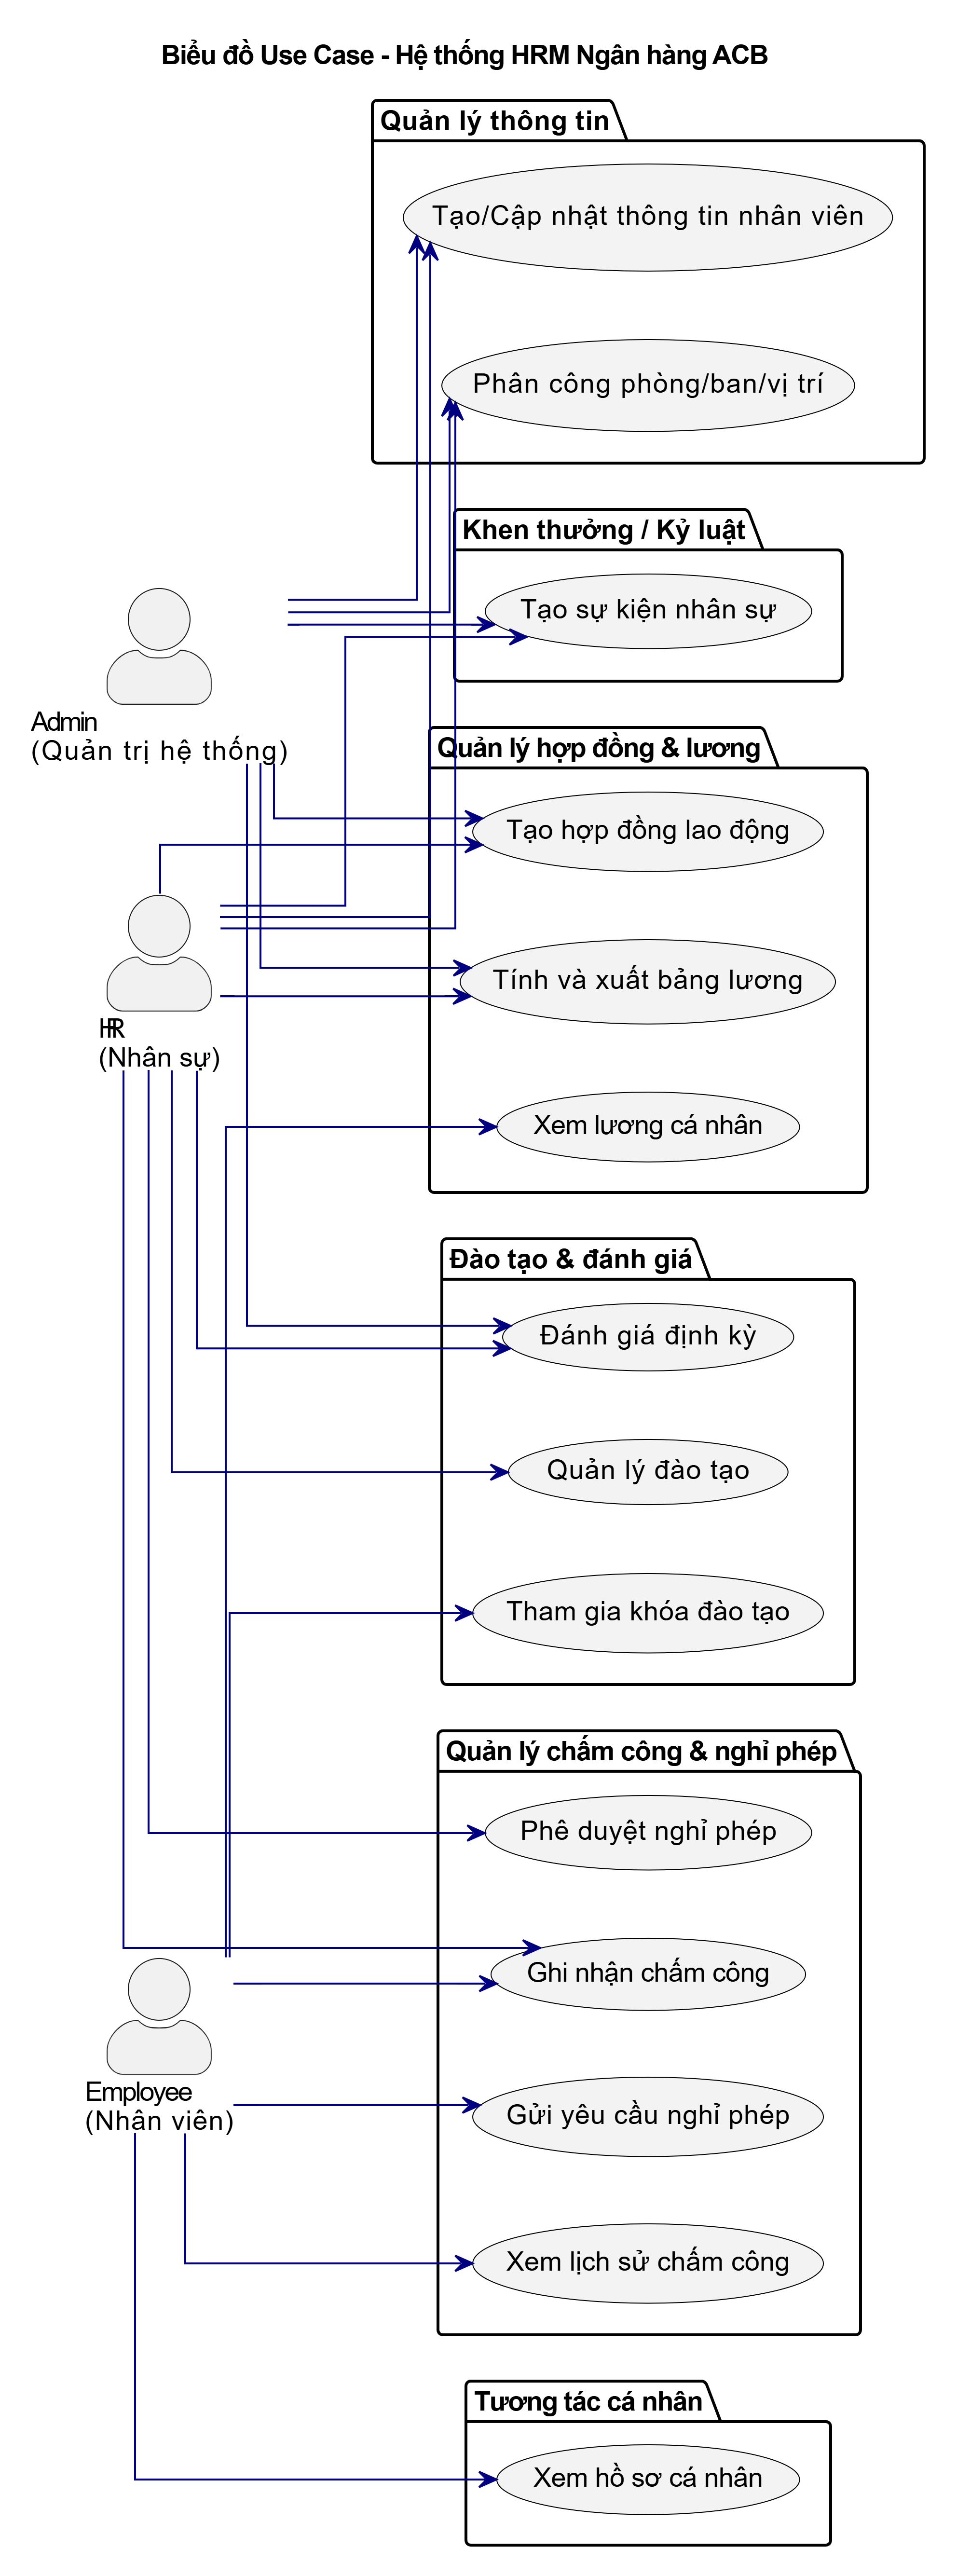 Biểu đồ Use Case - Hệ thống HRM Ngân hàng ACB
Quản lý thông tin
Tạo/Cập nhật thông tin nhân viên
Phân công phòng/ban/vị trí
Khen thưởng / Kỷ luật
Tạo sự kiện nhân sự
Admin
(Quản trị hệ thống)
Quản lý hợp đồng & lương
Tạo hợp đồng lao động
Tính và xuất bảng lương
HR
(Nhân sự)
Xem lương cá nhân
Đào tạo & đánh giá
Đánh giá định kỳ
Quản lý đào tạo
Tham gia khóa đào tạo
Quản lý chấm công & nghỉ phép
Phê duyệt nghỉ phép
Ghi nhận chấm công
Employee
(Nhân viên)
Gửi yêu cầu nghỉ phép
Xem lịch sử chấm công
Tương tác cá nhân
Xem hồ sơ cá nhân